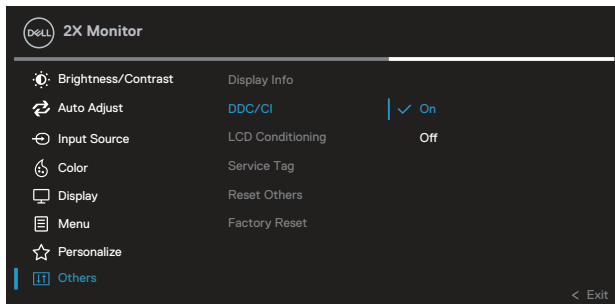 DELL 2X Monitor
Brightness/Contrast Display Info
Auto Adjust DDC/CI On
Input Source LCD Conditioning Off
Color Service Tag
Display Reset Others
Menu Factory Reset
Personalize
Others
< Exit